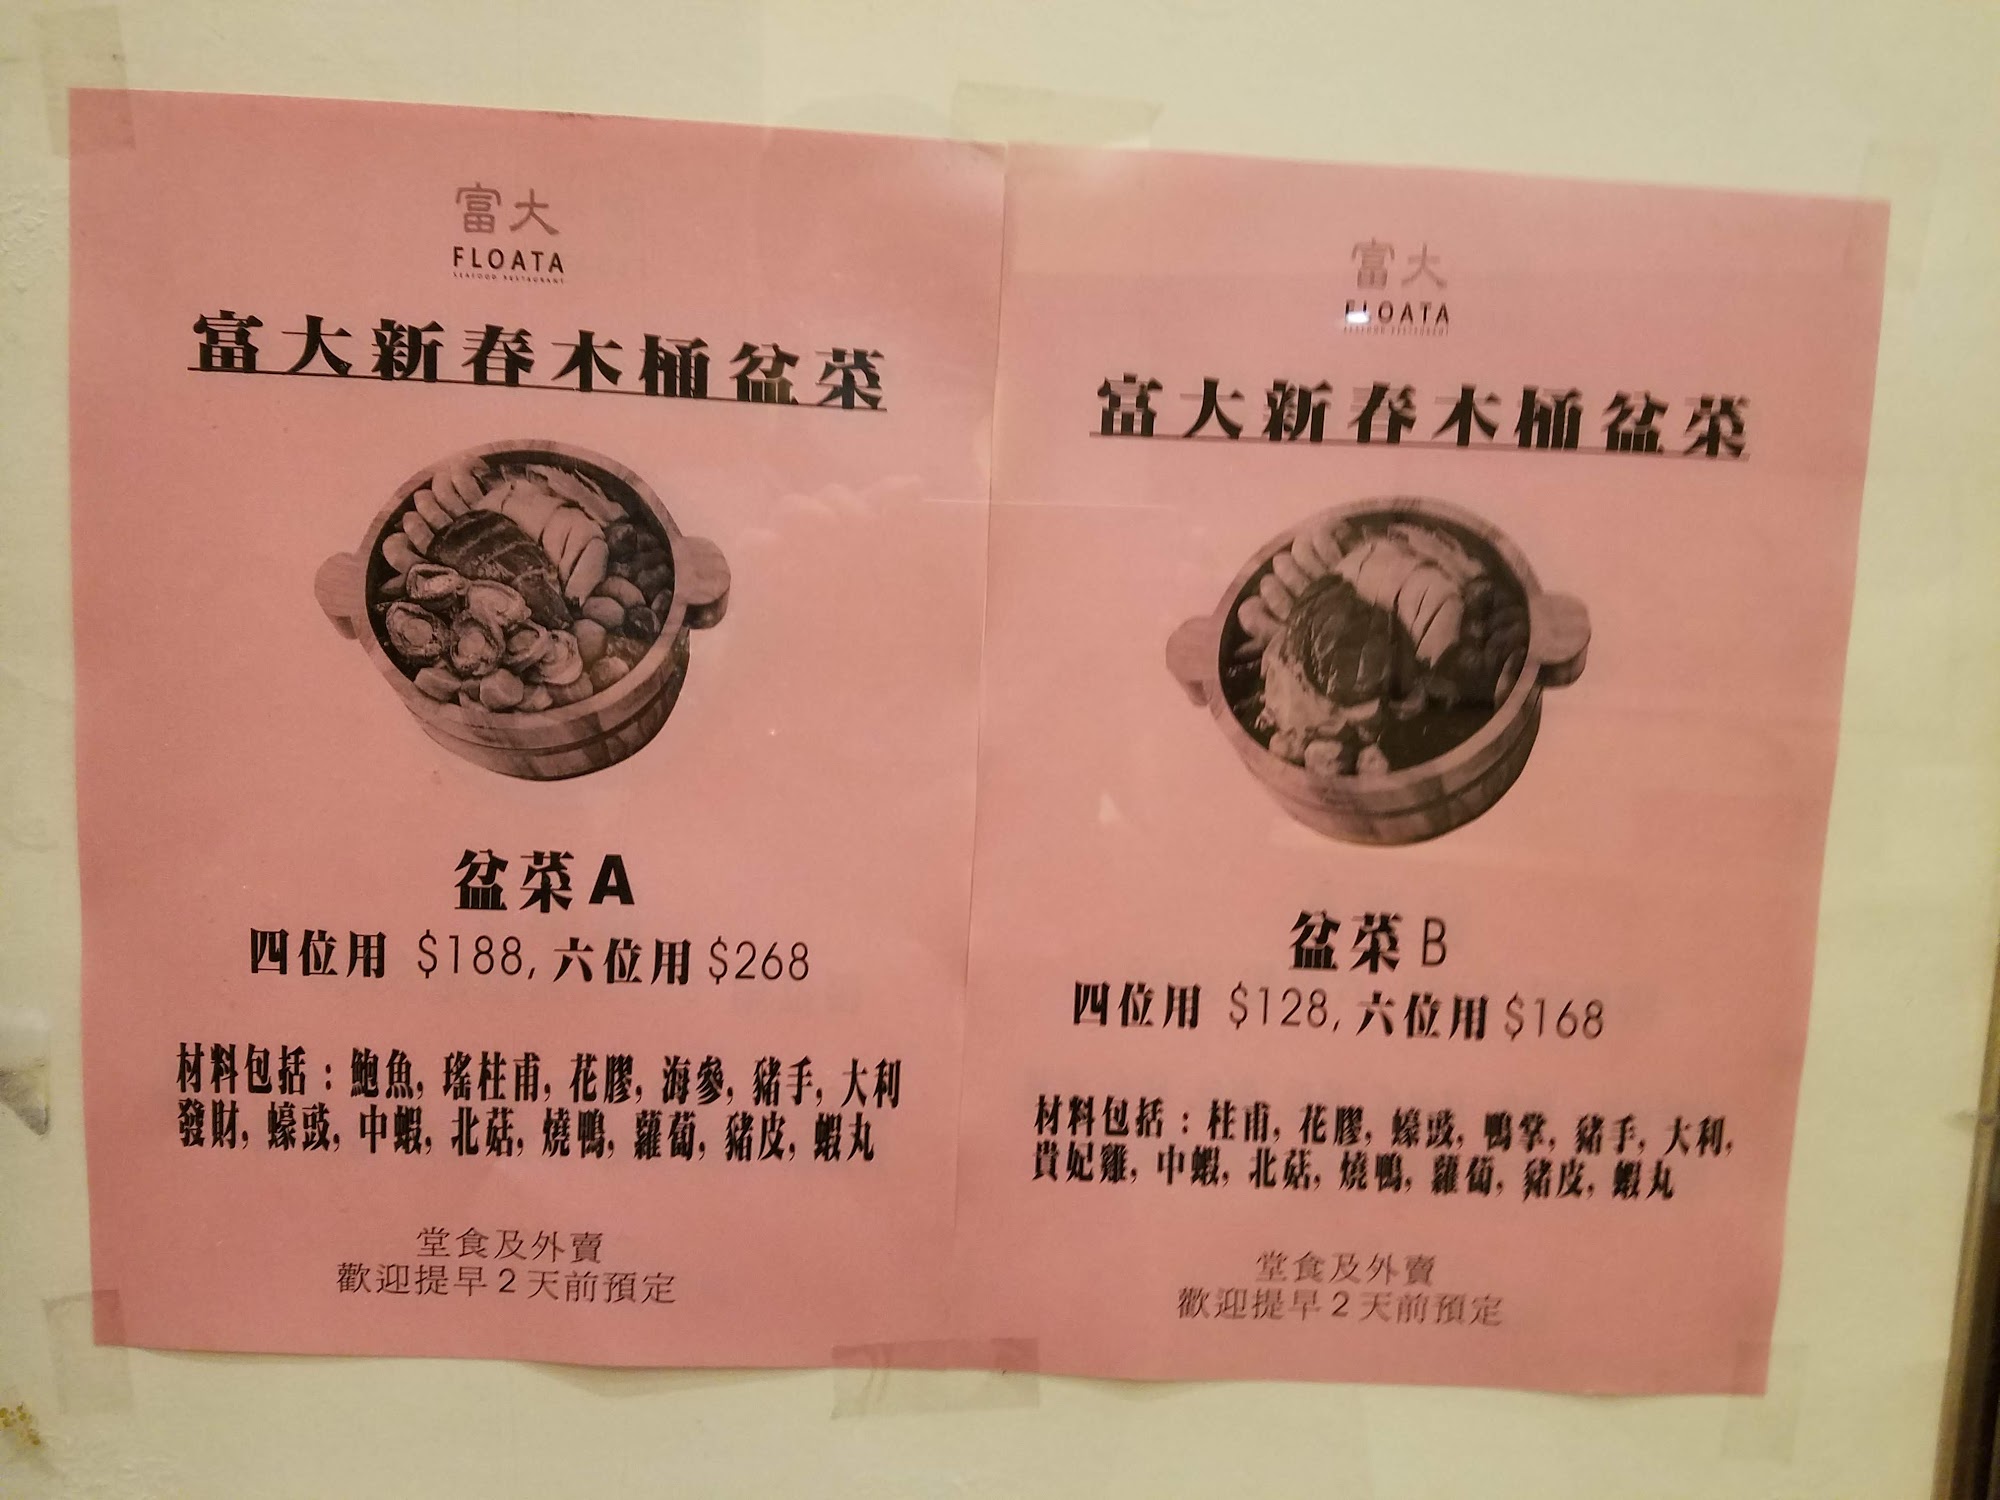 富大
FLOATA
SEAFOOD RESTAURANT
富大新春木桶盆菜
盆菜A
四位用 $188, 六位用 $268
材料包括：鮑魚, 瑤柱甫, 花膠, 海參, 豬手, 大利
發財, 蠔豉, 中蝦, 北菇, 燒鴨, 蘿蔔, 豬皮, 蝦丸
堂食及外賣
歡迎提早2天前預定
富大
FLOATA
SEAFOOD RESTAURANT
富大新春木桶盆菜
盆菜B
四位用 $128, 六位用 $168
材料包括：柱甫, 花膠, 蠔豉, 鴨掌, 豬手, 大利,
貴妃雞, 中蝦, 北菇, 燒鴨, 蘿蔔, 豬皮, 蝦丸
堂食及外賣
歡迎提早2天前預定